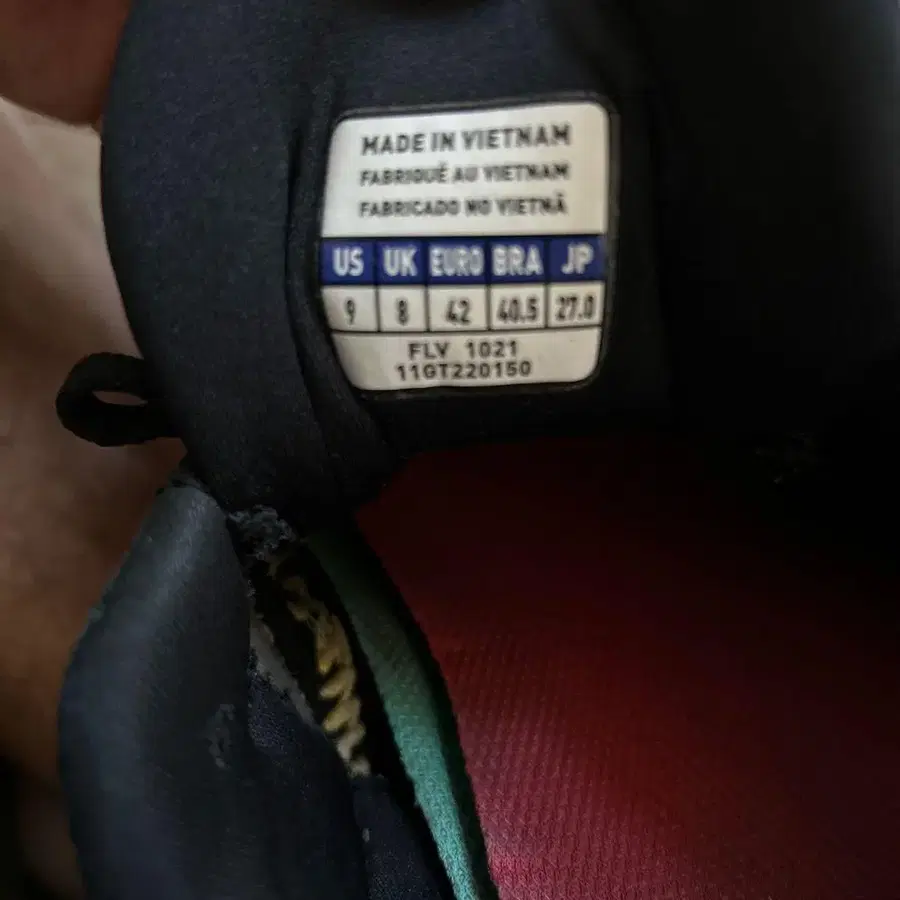 MADE IN VIETNAM
FABRIQUÉ AU VIETNAM
FABRICADO NO VIETNÃ
US UK EURO BRA JP
9 8 42 40.5 27.0
FLV 1021
11GT220150